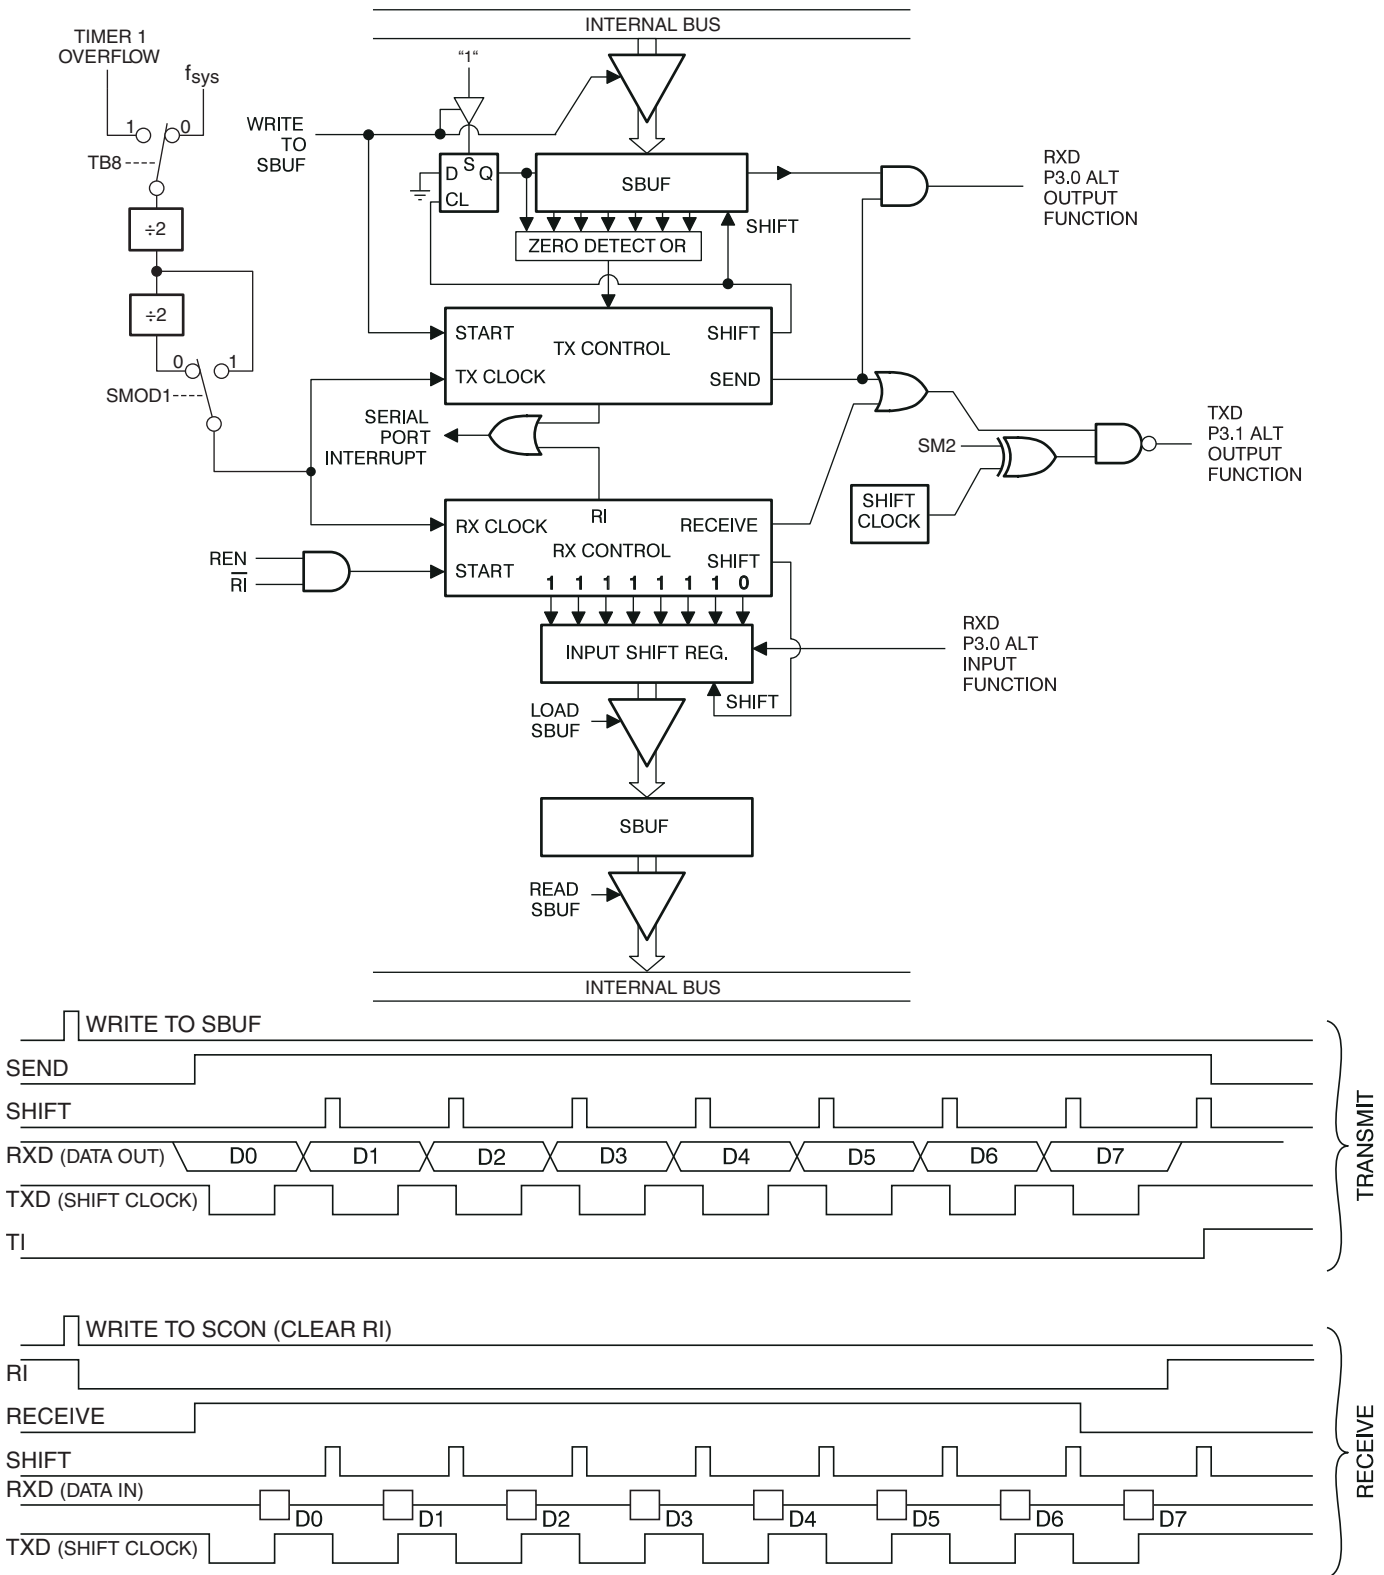 INTERNAL BUS
TIMER 1
OVERFLOW
fsys
"1"
1
0
WRITE
TO
SBUF
TB8
D
S
Q
CL
SBUF
RXD
P3.0 ALT
OUTPUT
FUNCTION
÷2
SHIFT
ZERO DETECT OR
÷2
START
TX CONTROL
SHIFT
0
1
TX CLOCK
SEND
SMOD1
SERIAL
PORT
INTERRUPT
SM2
TXD
P3.1 ALT
OUTPUT
FUNCTION
SHIFT
CLOCK
RI
RX CLOCK
RECEIVE
RX CONTROL
SHIFT
REN
RI
START
1 1 1 1 1 1 1 0
INPUT SHIFT REG.
RXD
P3.0 ALT
INPUT
FUNCTION
SHIFT
LOAD
SBUF
SBUF
READ
SBUF
INTERNAL BUS
WRITE TO SBUF
SEND
SHIFT
RXD (DATA OUT) D0 D1 D2 D3 D4 D5 D6 D7
TXD (SHIFT CLOCK)
TI
TRANSMIT
WRITE TO SCON (CLEAR RI)
RI
RECEIVE
SHIFT
RXD (DATA IN) D0 D1 D2 D3 D4 D5 D6 D7
TXD (SHIFT CLOCK)
RECEIVE